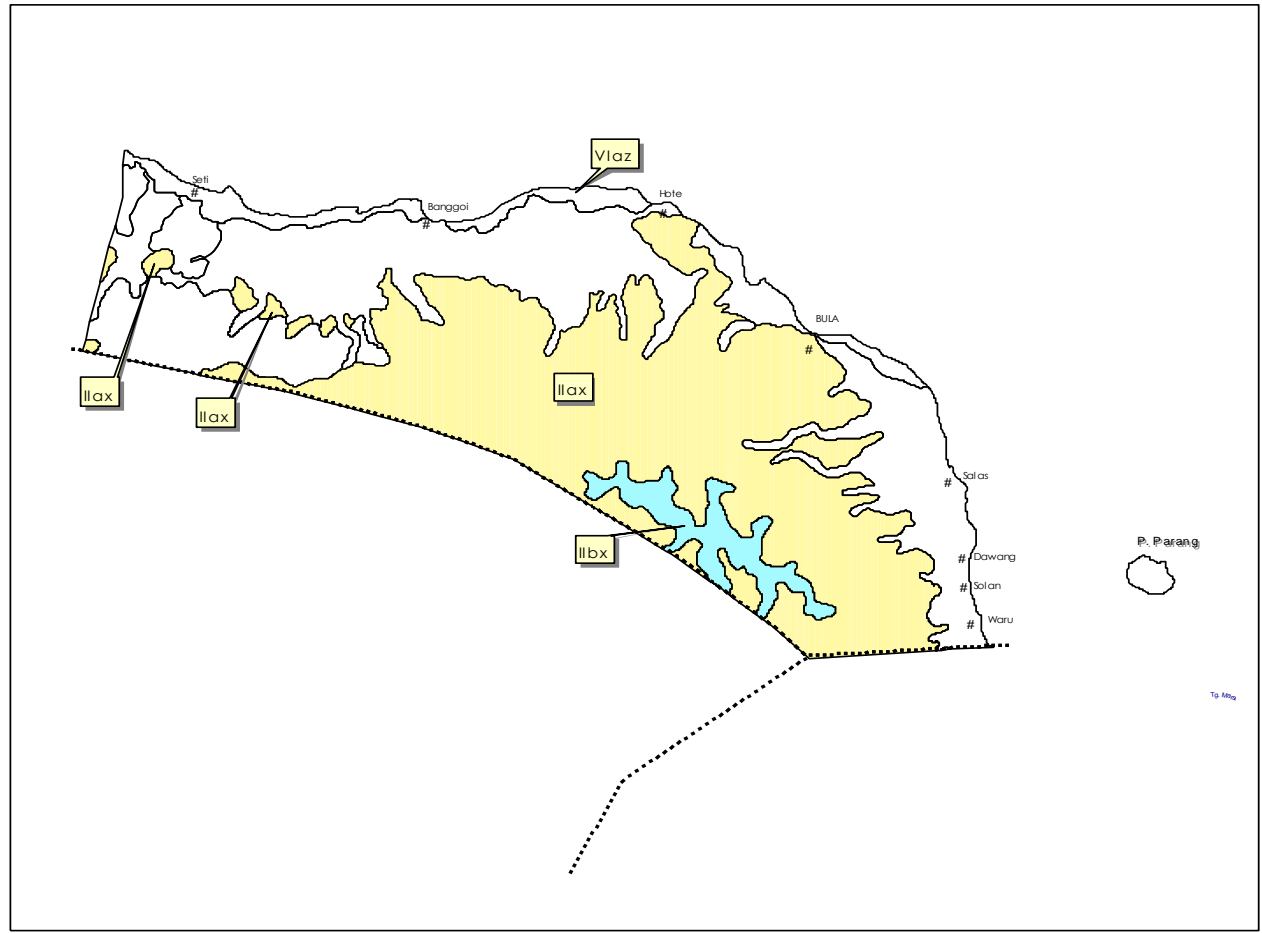 VIaz
Seti
#
Hote
#
Banggoi
#
BULA
#
IIax
IIax
IIax
Salas
#
P. Parang
IIbx
Dawang
#
Solan
#
Waru
#